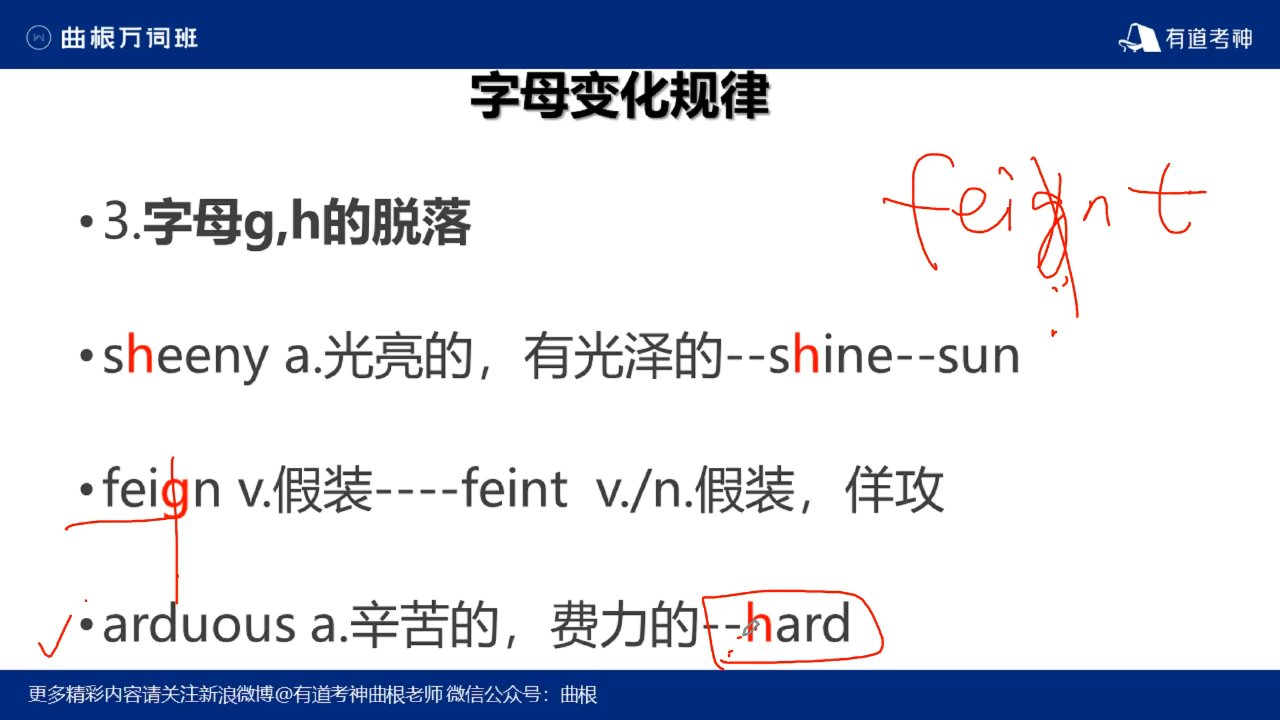 曲根万词班
有道考神
字母变化规律
feignt
•3.字母g,h的脱落
•sheeny a.光亮的，有光泽的--shine--sun
•feign v.假装----feint v./n.假装，佯攻
•arduous a.辛苦的，费力的--hard
更多精彩内容请关注新浪微博@有道考神曲根老师 微信公众号：曲根